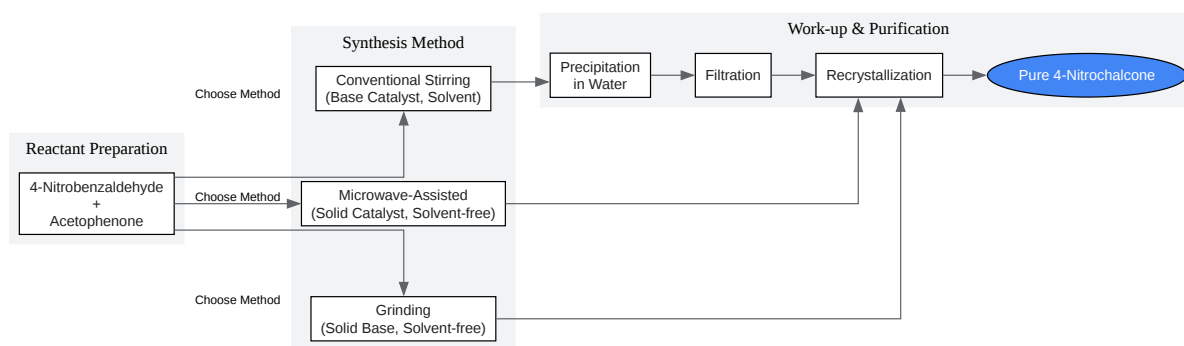 Work-up & Purification
Synthesis Method
Precipitation
in Water
Filtration
Recrystallization
Pure 4-Nitrochalcone
Conventional Stirring
(Base Catalyst, Solvent)
Choose Method
Reactant Preparation
4-Nitrobenzaldehyde
+
Acetophenone
Choose Method
Microwave-Assisted
(Solid Catalyst, Solvent-free)
Choose Method
Grinding
(Solid Base, Solvent-free)